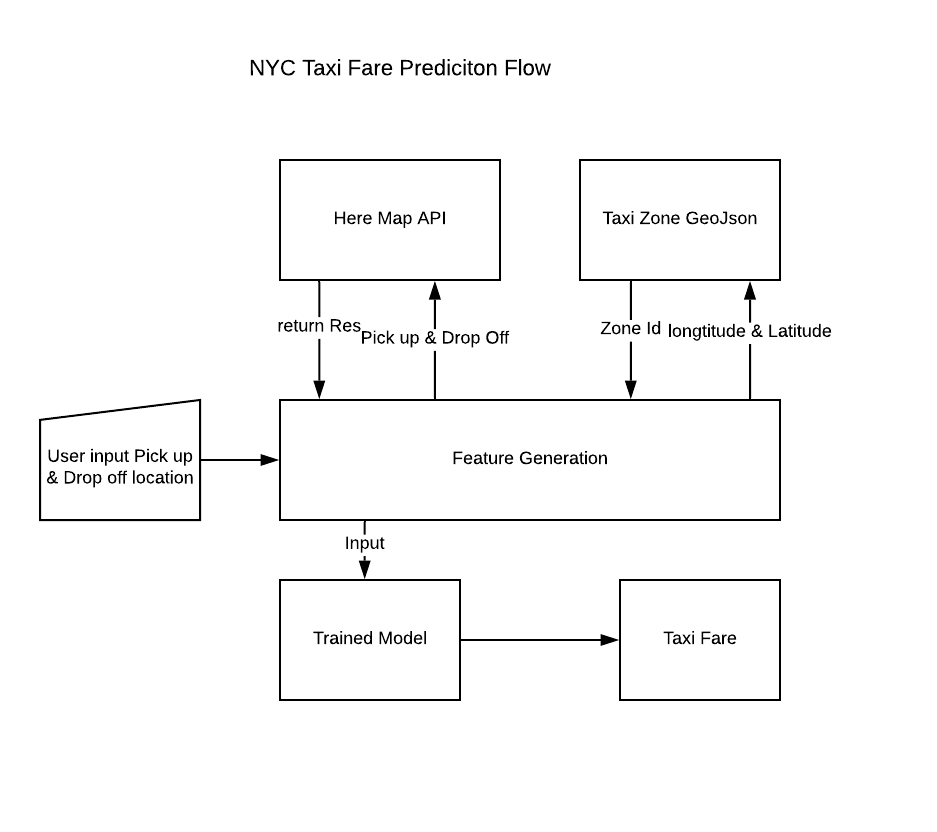 NYC Taxi Fare Prediciton Flow
Here Map API
Taxi Zone GeoJson
return Res
Pick up & Drop Off
Zone Id
longtitude & Latitude
User input Pick up
& Drop off location
Feature Generation
Input
Trained Model
Taxi Fare